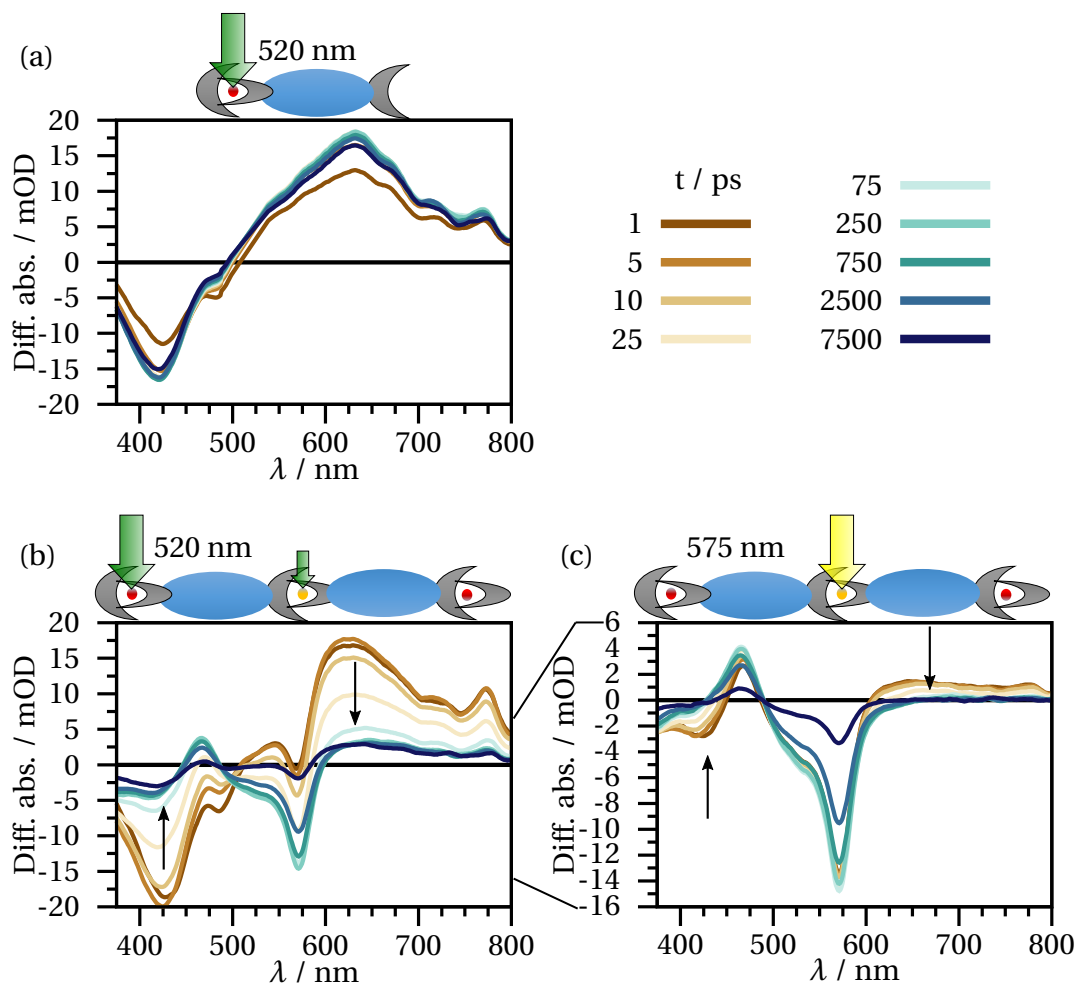 (a)
520 nm
20
15
10
5
0
-5
-10
-15
-20
Diff. abs. / mOD
400 500 600 700 800
λ / nm
t / ps
1
5
10
25
75
250
750
2500
7500
(b)
520 nm
20
15
10
5
0
-5
-10
-15
-20
Diff. abs. / mOD
400 500 600 700 800
λ / nm
(c)
575 nm
6
4
2
0
-2
-4
-6
-8
-10
-12
-14
-16
Diff. abs. / mOD
400 500 600 700 800
λ / nm